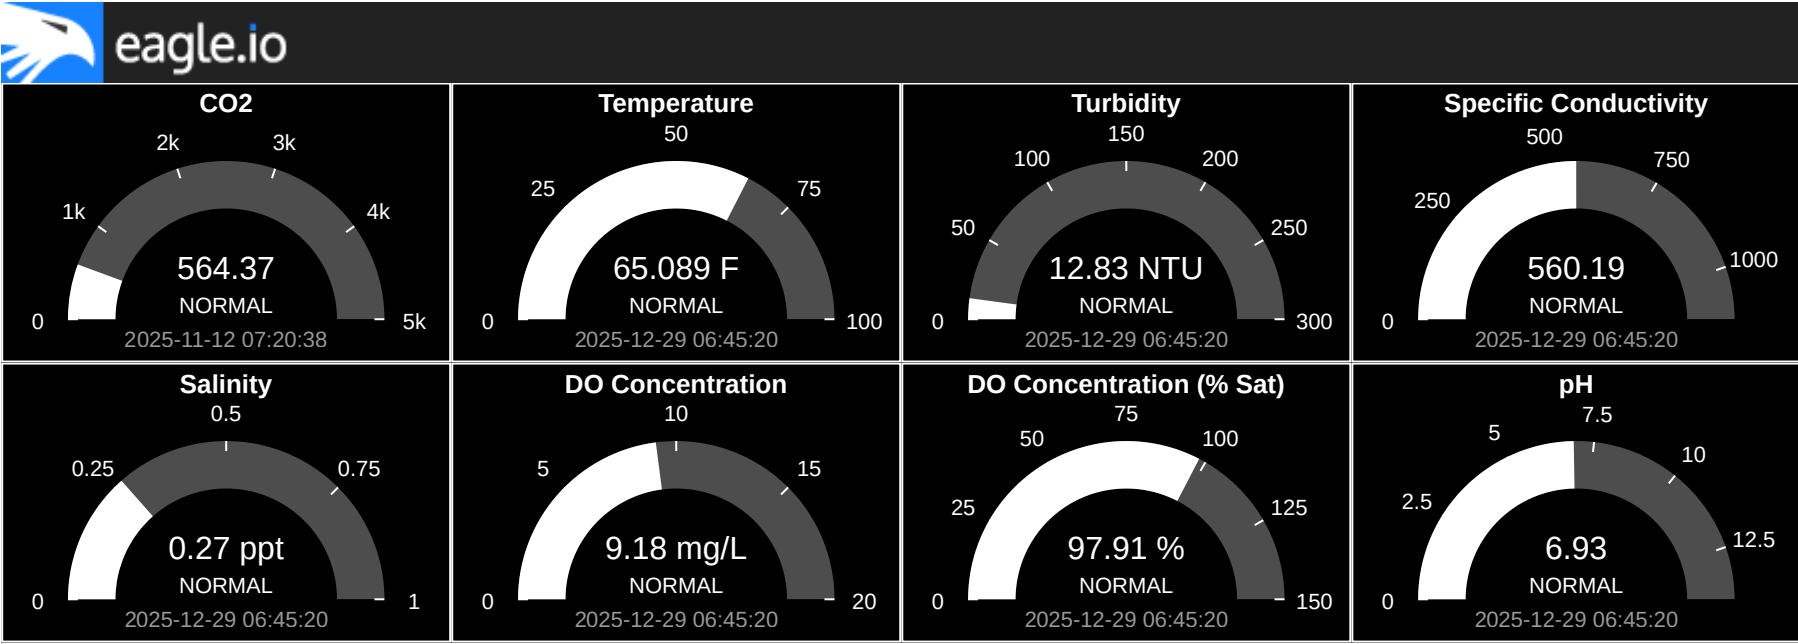 eagle.io
CO2
0
1k
2k
3k
4k
5k
564.37
NORMAL
2025-11-12 07:20:38
Temperature
0
25
50
75
100
65.089 F
NORMAL
2025-12-29 06:45:20
Turbidity
0
50
100
150
200
250
300
12.83 NTU
NORMAL
2025-12-29 06:45:20
Specific Conductivity
0
250
500
750
1000
560.19
NORMAL
2025-12-29 06:45:20
Salinity
0
0.25
0.5
0.75
1
0.27 ppt
NORMAL
2025-12-29 06:45:20
DO Concentration
0
5
10
15
20
9.18 mg/L
NORMAL
2025-12-29 06:45:20
DO Concentration (% Sat)
0
25
50
75
100
125
150
97.91 %
NORMAL
2025-12-29 06:45:20
pH
0
2.5
5
7.5
10
12.5
6.93
NORMAL
2025-12-29 06:45:20